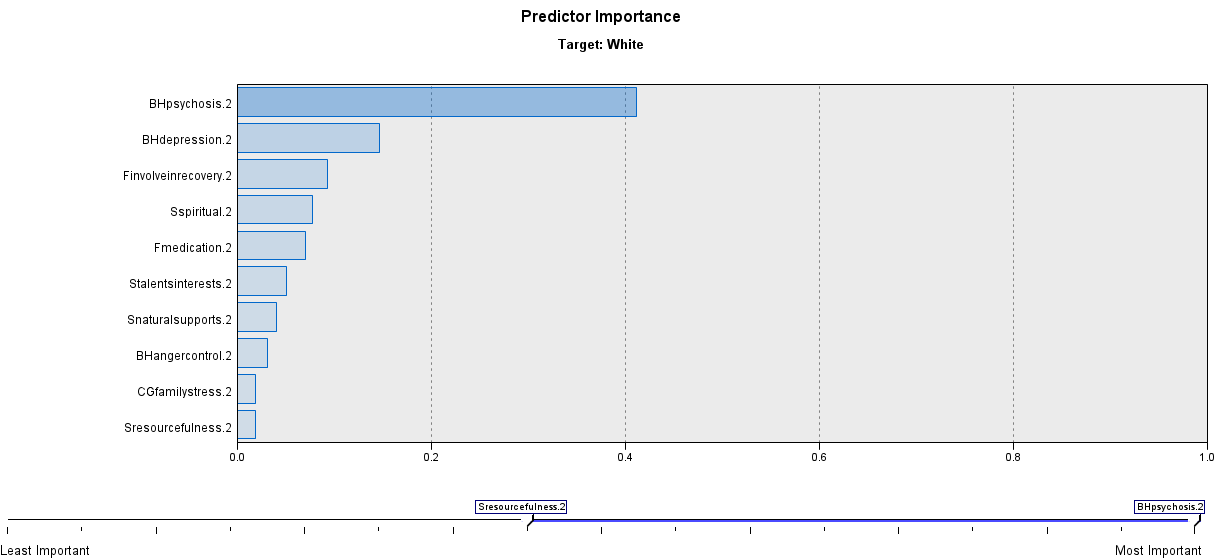 Predictor Importance
Target: White
BHpsychosis.2
BHdepression.2
Finvolveinrecovery.2
Sspiritual.2
Fmedication.2
Stalentsinterests.2
Snaturalsupports.2
BHangercontrol.2
CGfamilystress.2
Sresourcefulness.2
0.0 0.2 0.4 0.6 0.8 1.0
Sresourcefulness.2 BHpsychosis.2
Least Important Most Important